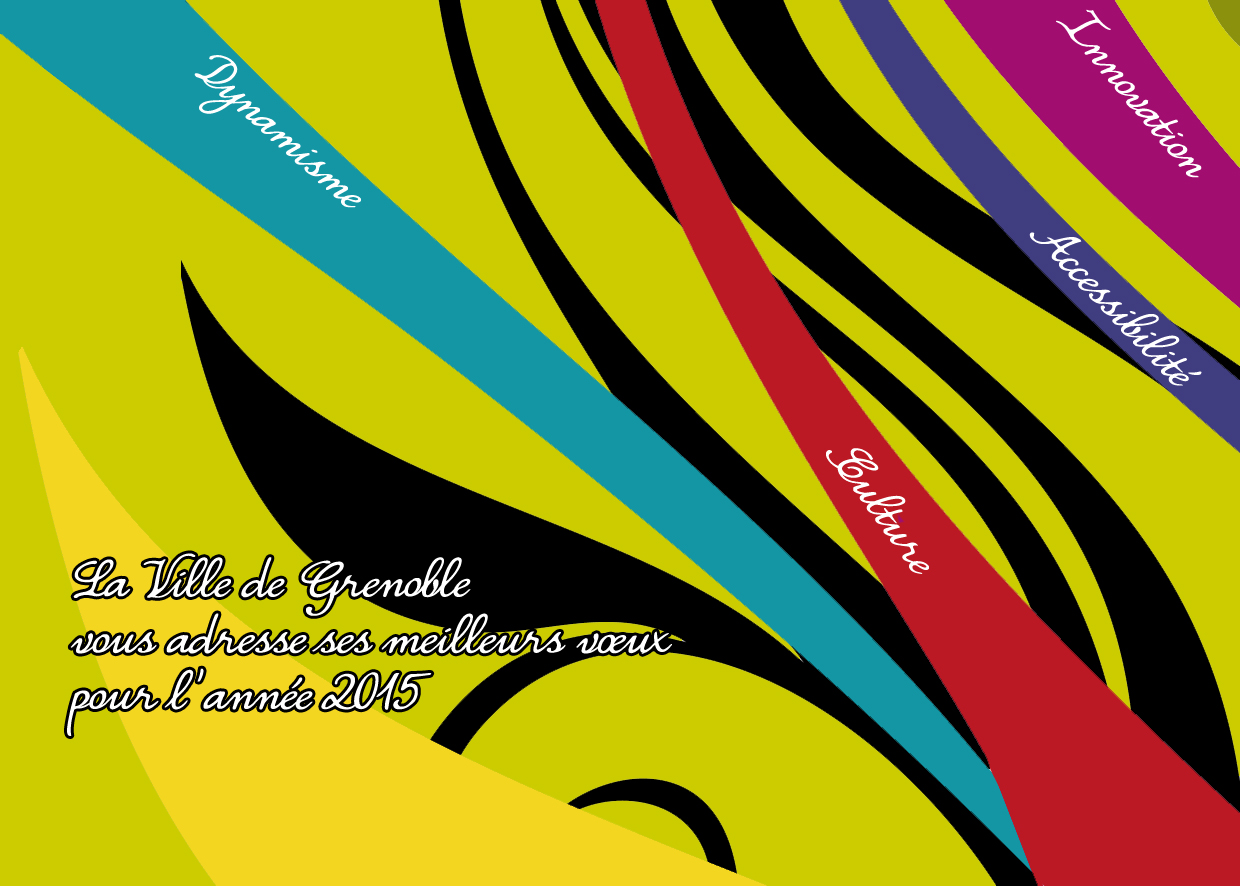 Dynamisme
Innovation
Accessibilité
Culture
La Ville de Grenoble
vous adresse ses meilleurs vœux
pour l'année 2015